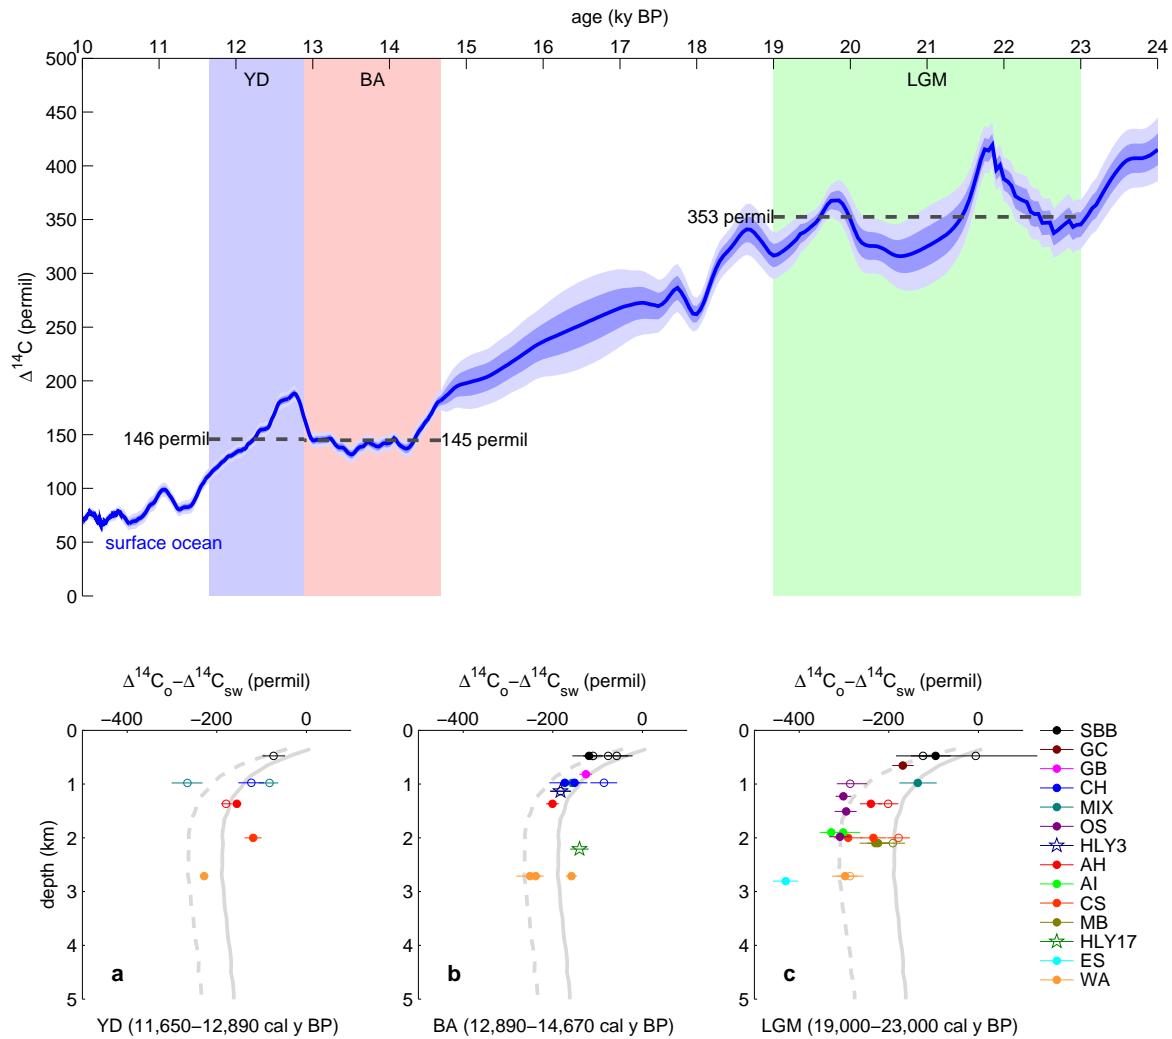 age (ky BP)
10 11 12 13 14 15 16 17 18 19 20 21 22 23 24
YD BA LGM
500
450
400
350
300
250
200
150
100
50
0
Δ¹⁴C (permil)
353 permil
146 permil
145 permil
surface ocean
Δ¹⁴Cₒ−Δ¹⁴Csw (permil)
−400 −200 0
0
1
2
3
4
5
depth (km)
a
YD (11,650−12,890 cal y BP)
Δ¹⁴Cₒ−Δ¹⁴Csw (permil)
−400 −200 0
0
1
2
3
4
5
b
BA (12,890−14,670 cal y BP)
Δ¹⁴Cₒ−Δ¹⁴Csw (permil)
−400 −200 0
0
1
2
3
4
5
c
LGM (19,000−23,000 cal y BP)
SBB
GC
GB
CH
MIX
OS
HLY3
AH
AI
CS
MB
HLY17
ES
WA